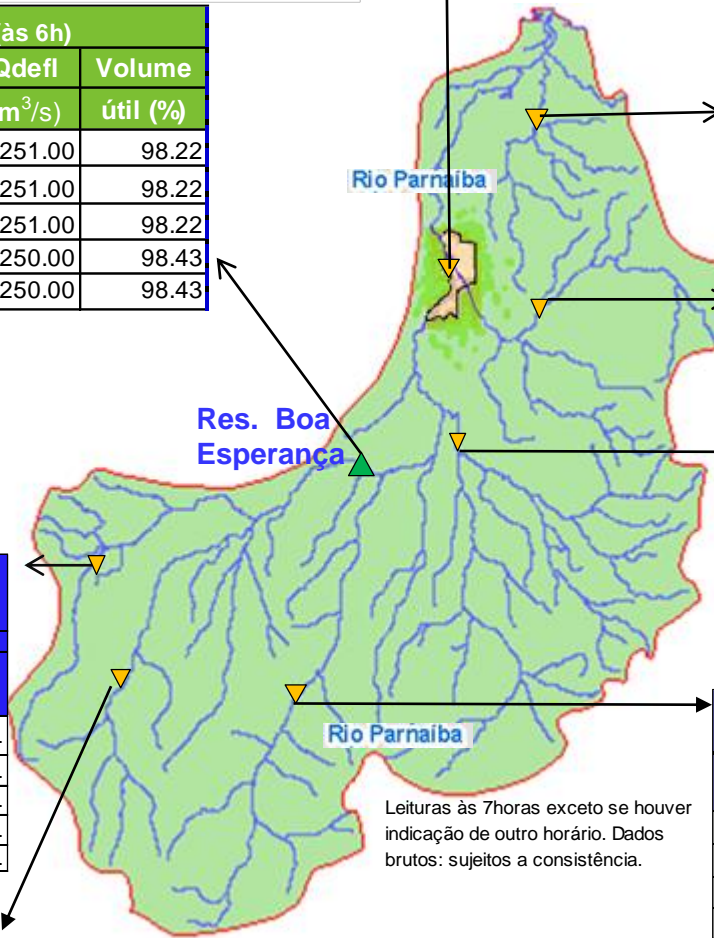 (às 6h)
Qdefl Volume
(m³/s) útil (%)
251.00 98.22
251.00 98.22
251.00 98.22
250.00 98.43
250.00 98.43
Rio Parnaíba
Res. Boa
Esperança
Rio Parnaíba
Leituras às 7horas exceto se houver
indicação de outro horário. Dados
brutos: sujeitos a consistência.